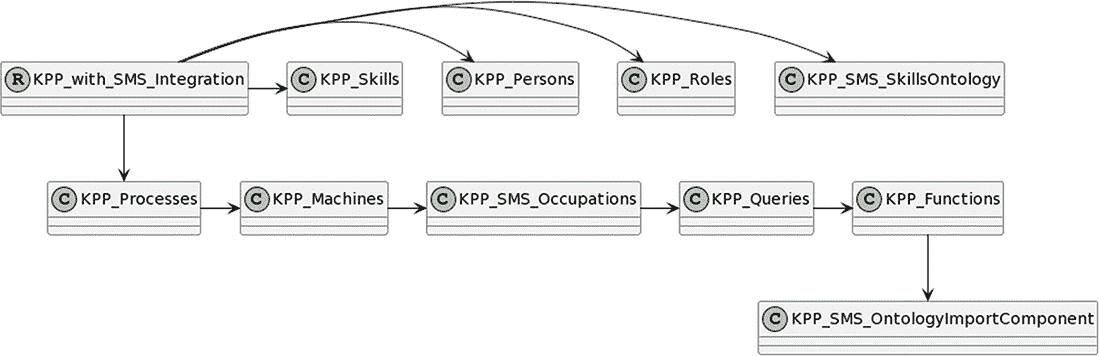 R KPP_with_SMS_Integration
C KPP_Skills
C KPP_Persons
C KPP_Roles
C KPP_SMS_SkillsOntology
C KPP_Processes
C KPP_Machines
C KPP_SMS_Occupations
C KPP_Queries
C KPP_Functions
C KPP_SMS_OntologyImportComponent